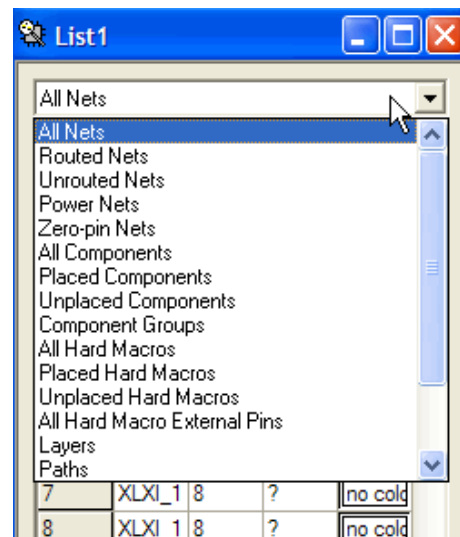 List1
All Nets
All Nets
Routed Nets
Unrouted Nets
Power Nets
Zero-pin Nets
All Components
Placed Components
Unplaced Components
Component Groups
All Hard Macros
Placed Hard Macros
Unplaced Hard Macros
All Hard Macro External Pins
Layers
Paths
7 XLXI_1 8 ? no colo
8 XLXI_1 8 ? no colo